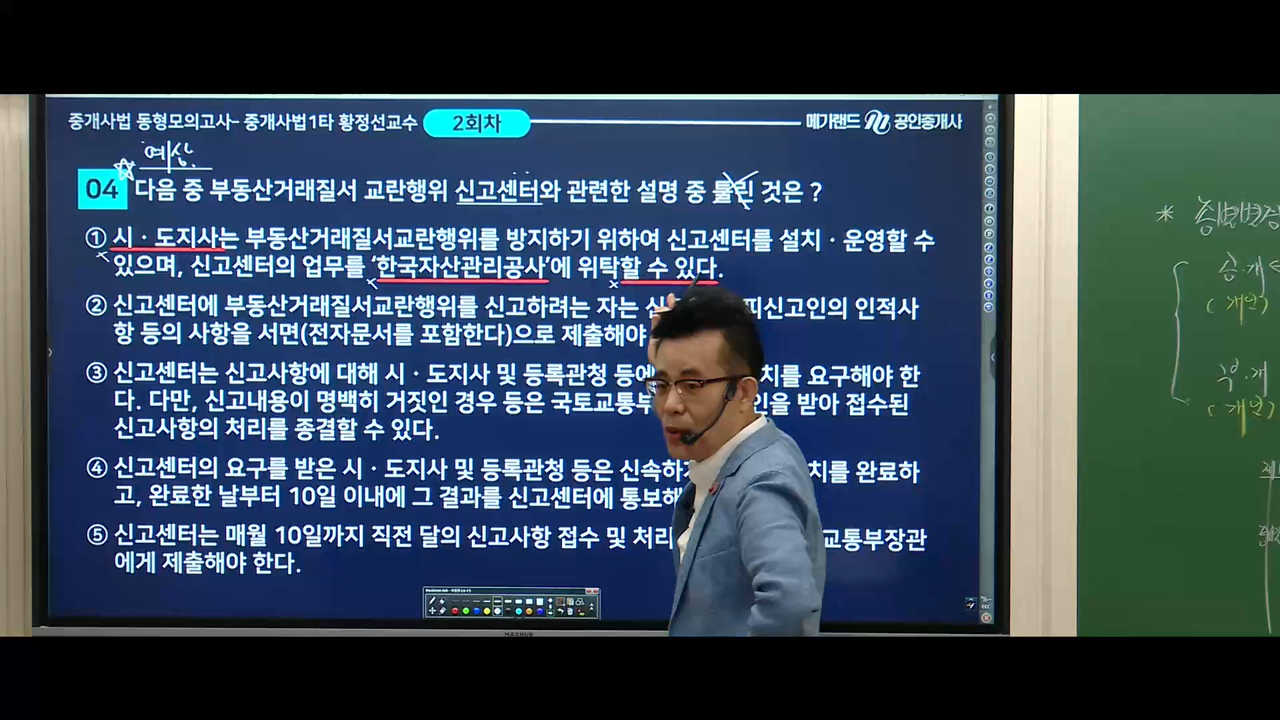 중개사법 동형모의고사- 중개사법1타 황정선교수 2회차 메가랜드 공인중개사
예상
04 다음 중 부동산거래질서 교란행위 신고센터와 관련한 설명 중 틀린 것은 ?
① 시·도지사는 부동산거래질서교란행위를 방지하기 위하여 신고센터를 설치·운영할 수
있으며, 신고센터의 업무를 '한국자산관리공사'에 위탁할 수 있다.
② 신고센터에 부동산거래질서교란행위를 신고하려는 자는 피신고인의 인적사
항 등의 사항을 서면(전자문서를 포함한다)으로 제출해야
③ 신고센터는 신고사항에 대해 시·도지사 및 등록관청 등에 치를 요구해야 한
다. 다만, 신고내용이 명백히 거짓인 경우 등은 국토교통부 인을 받아 접수된
신고사항의 처리를 종결할 수 있다.
④ 신고센터의 요구를 받은 시·도지사 및 등록관청 등은 신속하 치를 완료하
고, 완료한 날부터 10일 이내에 그 결과를 신고센터에 통보해
⑤ 신고센터는 매월 10일까지 직전 달의 신고사항 접수 및 처리 교통부장관
에게 제출해야 한다.
(개인)
(개인)